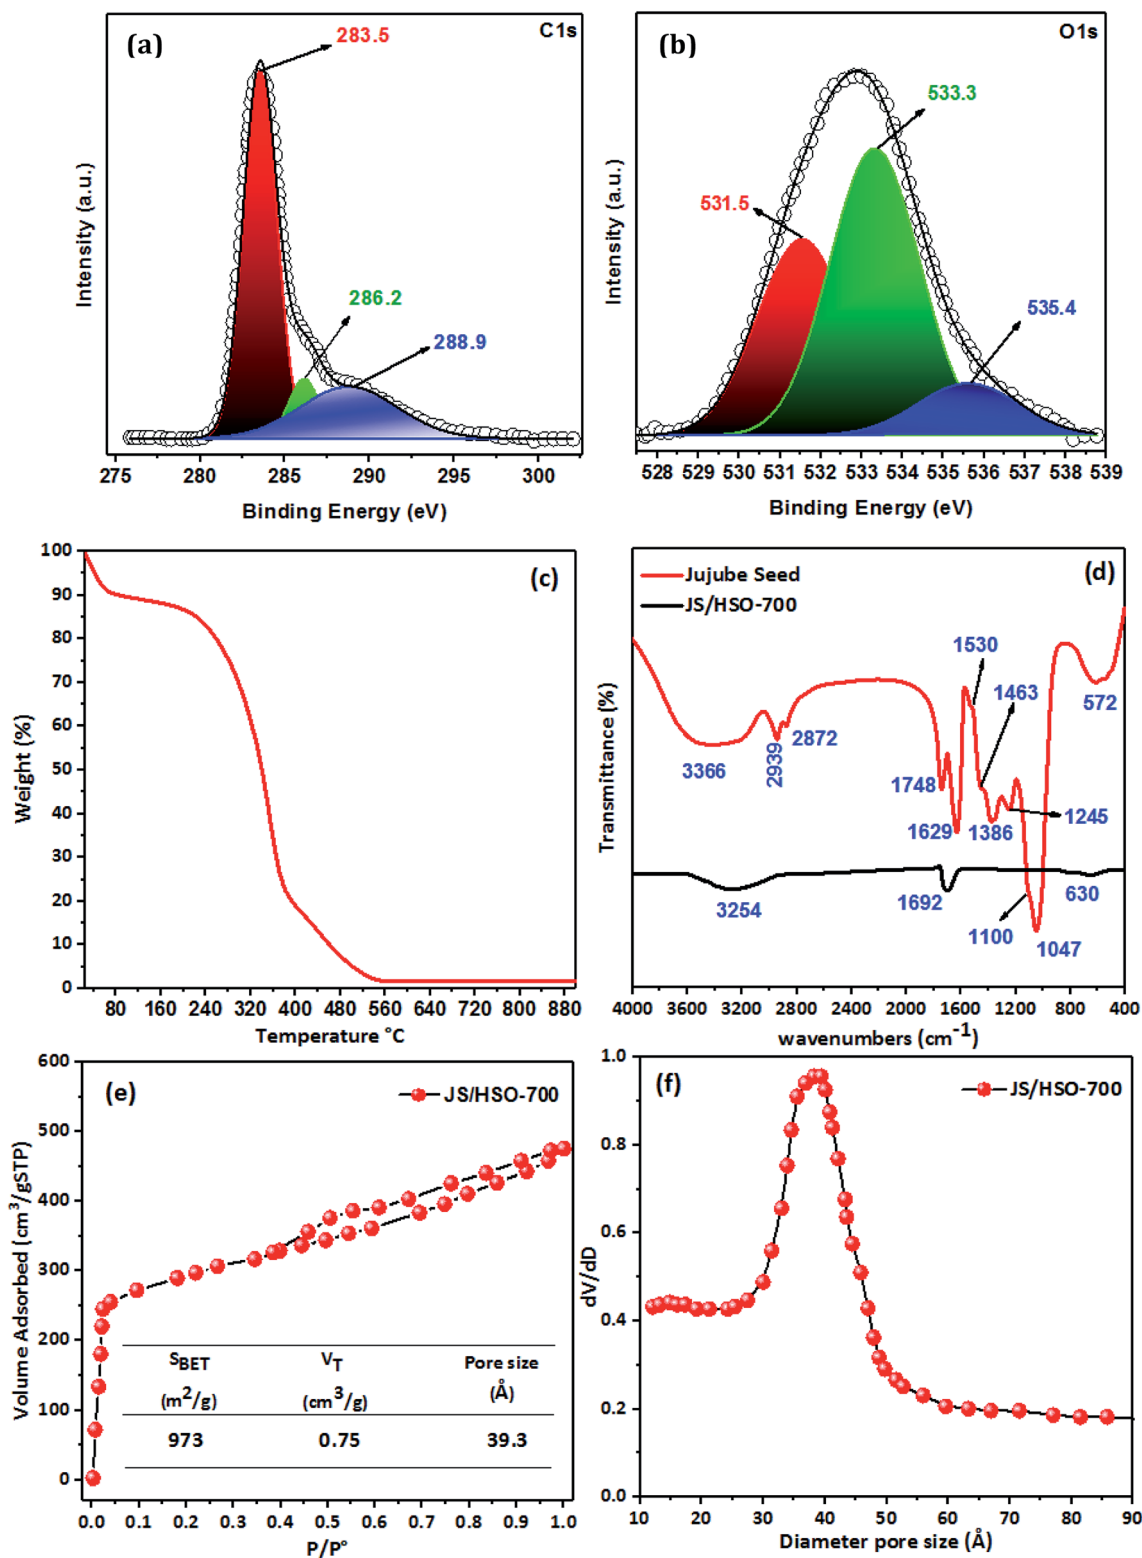 (a)
C1s
283.5
286.2
288.9
Intensity (a.u.)
275 280 285 290 295 300
Binding Energy (eV)
(b)
O1s
533.3
531.5
535.4
Intensity (a.u.)
528 529 530 531 532 533 534 535 536 537 538 539
Binding Energy (eV)
(c)
100
90
80
70
60
50
40
30
20
10
0
Weight (%)
80 160 240 320 400 480 560 640 720 800 880
Temperature °C
(d)
Jujube Seed
JS/HSO-700
1530
1463
572
3366
2939
2872
1748
1629
1386
1245
3254
1692
630
1100
1047
Transmittance (%)
4000 3600 3200 2800 2400 2000 1600 1200 800 400
wavenumbers (cm⁻¹)
(e)
JS/HSO-700
600
500
400
300
200
100
0
Volume Adsorbed (cm³/gSTP)
SBET VT Pore size
(m²/g) (cm³/g) (Å)
973 0.75 39.3
0.0 0.1 0.2 0.3 0.4 0.5 0.6 0.7 0.8 0.9 1.0
P/P°
(f)
JS/HSO-700
1.0
0.8
0.6
0.4
0.2
0.0
dV/dD
10 20 30 40 50 60 70 80 90
Diameter pore size (Å)